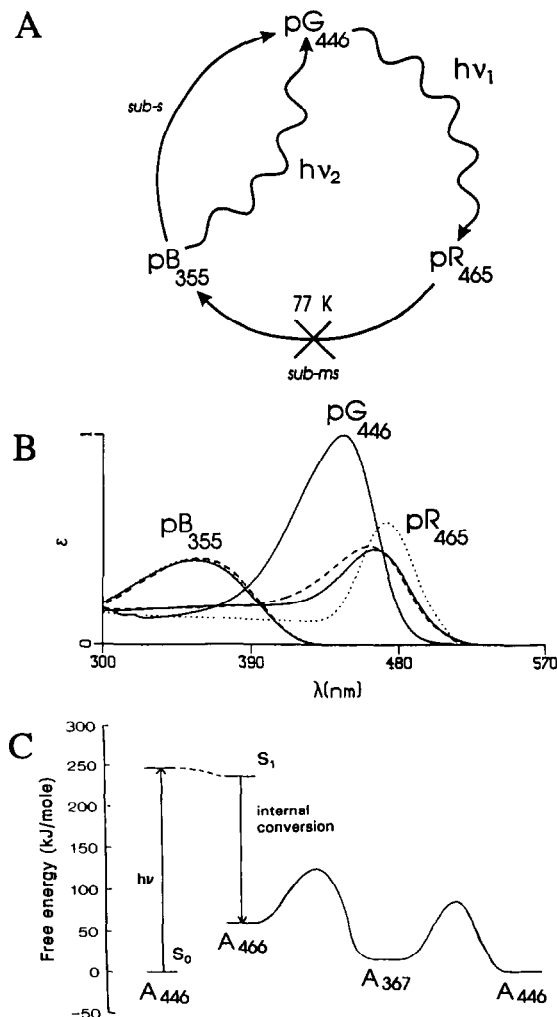 A
pG446
hν1
sub-s
hν2
pB355
pR465
77 K
sub-ms
B
pG446
1
pB355
pR465
ε
0
300
390
480
570
λ(nm)
C
Free energy (kJ/mole)
300
250
200
150
100
50
0
-50
S1
internal
conversion
hν
S0
A466
A446
A367
A446